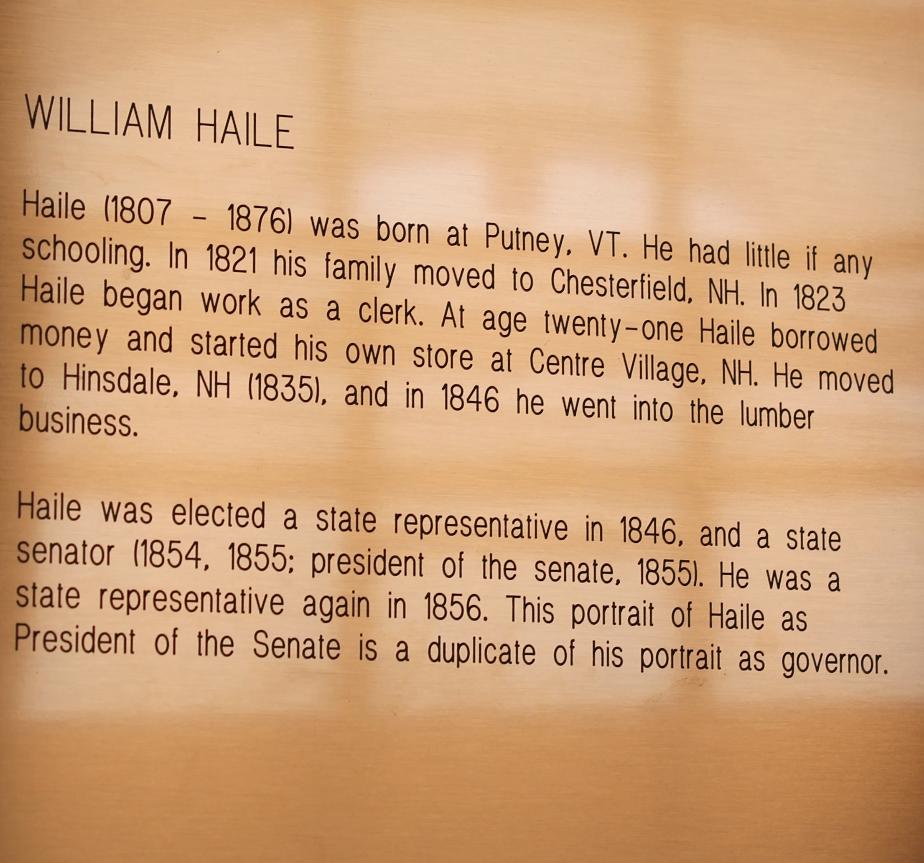 WILLIAM HAILE
Haile (1807 - 1876) was born at Putney, VT. He had little if any
schooling. In 1821 his family moved to Chesterfield, NH. In 1823
Haile began work as a clerk. At age twenty-one Haile borrowed
money and started his own store at Centre Village, NH. He moved
to Hinsdale, NH (1835), and in 1846 he went into the lumber
business.
Haile was elected a state representative in 1846, and a state
senator (1854, 1855; president of the senate, 1855). He was a
state representative again in 1856. This portrait of Haile as
President of the Senate is a duplicate of his portrait as governor.